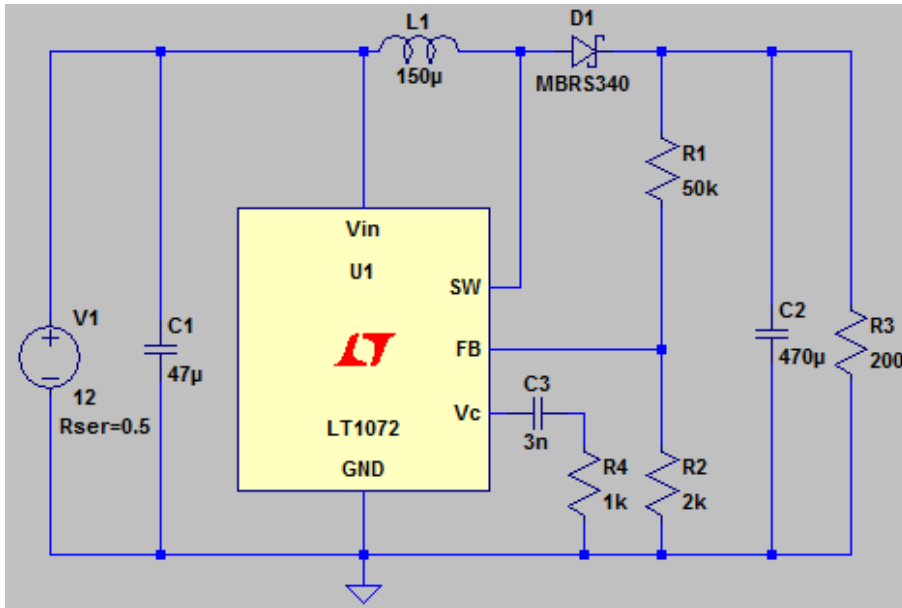 L1
150µ
D1
MBRS340
R1
50k
Vin
U1
SW
V1
C1
C2
R3
FB
12
47µ
470µ
200
Rser=0.5
C3
Vc
3n
LT1072
R4
R2
GND
1k
2k